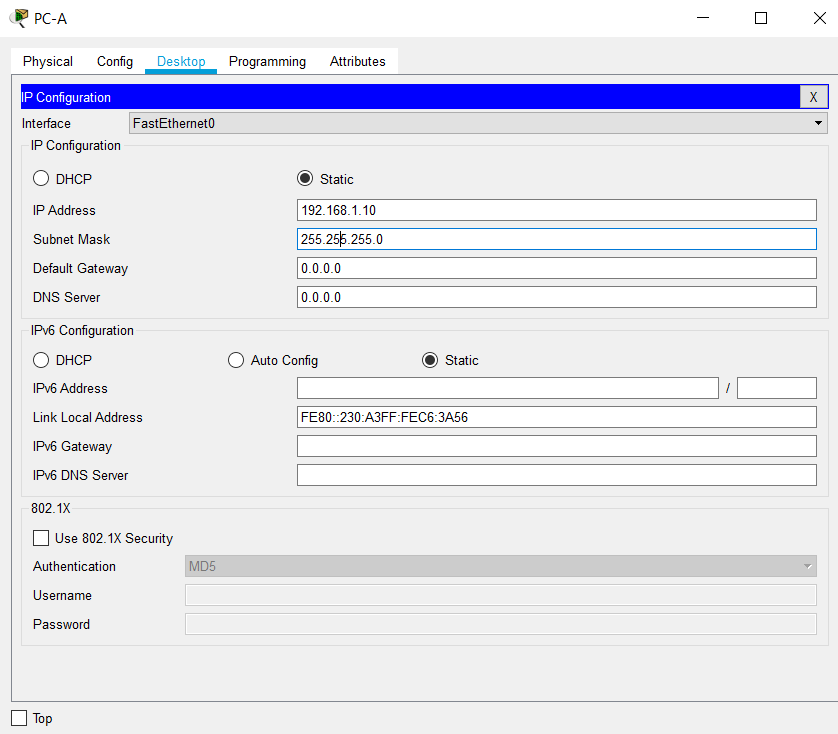 PC-A
Physical Config Desktop Programming Attributes
IP Configuration X
Interface FastEthernet0
IP Configuration
DHCP Static
IP Address 192.168.1.10
Subnet Mask 255.255.255.0
Default Gateway 0.0.0.0
DNS Server 0.0.0.0
IPv6 Configuration
DHCP Auto Config Static
IPv6 Address /
Link Local Address FE80::230:A3FF:FEC6:3A56
IPv6 Gateway
IPv6 DNS Server
802.1X
Use 802.1X Security
Authentication MD5
Username
Password
Top